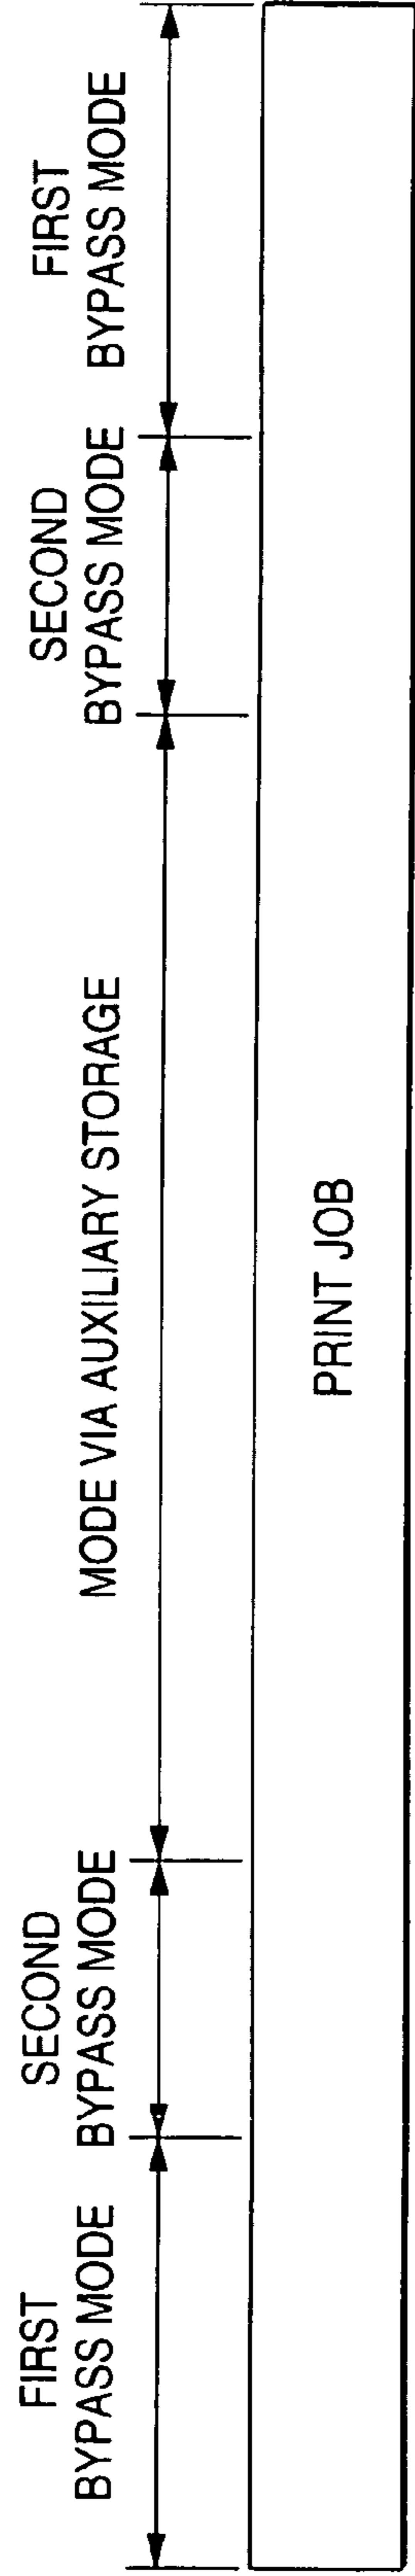 FIRST
BYPASS MODE
SECOND
BYPASS MODE
MODE VIA AUXILIARY STORAGE
SECOND
BYPASS MODE
FIRST
BYPASS MODE
PRINT JOB